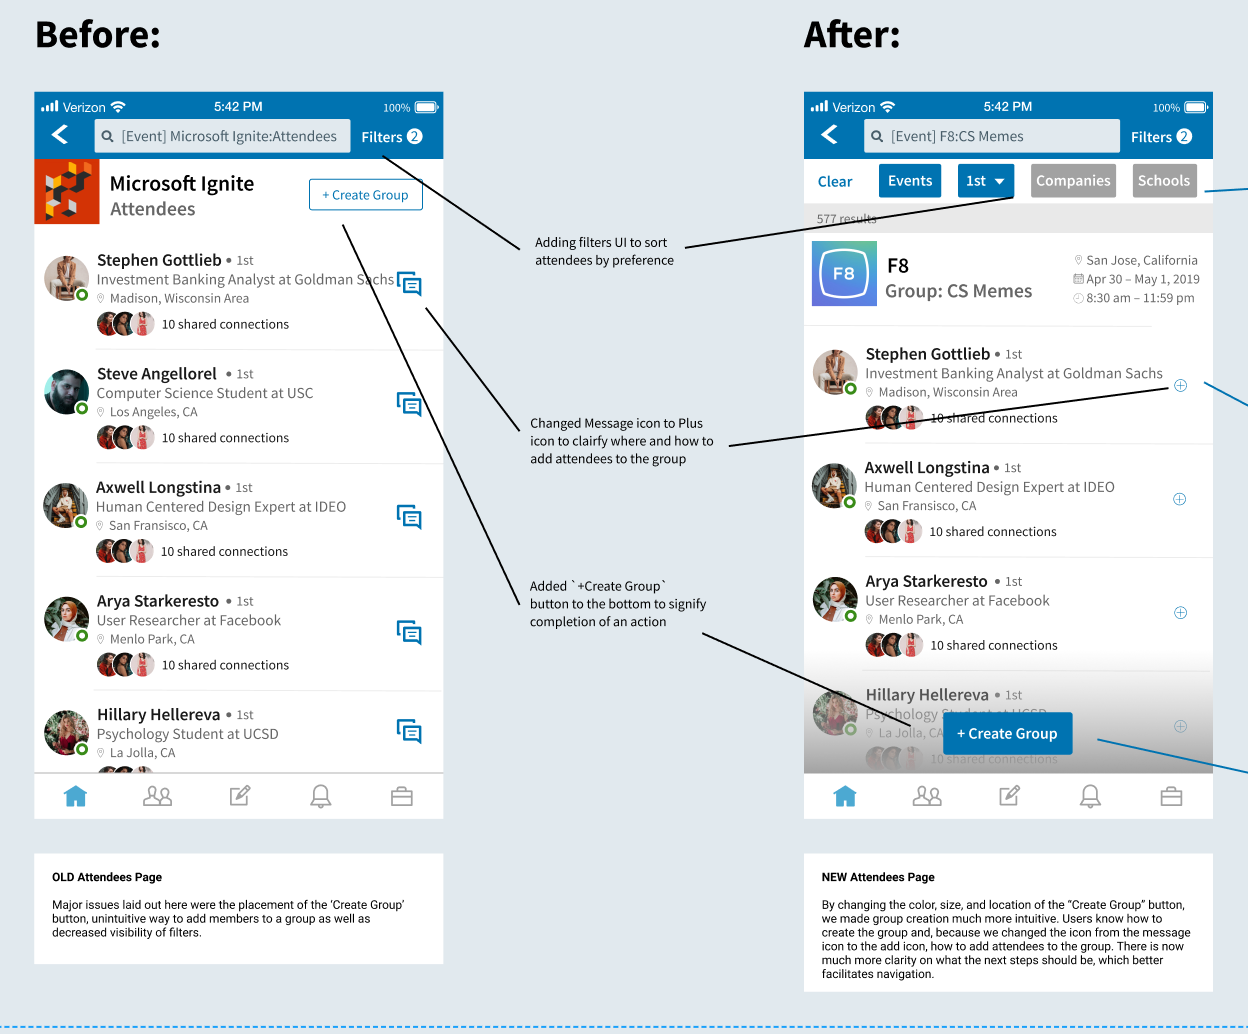 Before:
Verizon
5:42 PM
100%
[Event] Microsoft Ignite:Attendees
Filters 2
Microsoft Ignite
Attendees
+ Create Group
Stephen Gottlieb • 1st
Investment Banking Analyst at Goldman Sachs
Madison, Wisconsin Area
10 shared connections
Steve Angellorel • 1st
Computer Science Student at USC
Los Angeles, CA
10 shared connections
Axwell Longstina • 1st
Human Centered Design Expert at IDEO
San Fransisco, CA
10 shared connections
Arya Starkeresto • 1st
User Researcher at Facebook
Menlo Park, CA
10 shared connections
Hillary Hellereva • 1st
Psychology Student at UCSD
La Jolla, CA
OLD Attendees Page
Major issues laid out here were the placement of the ‘Create Group’
button, unintuitive way to add members to a group as well as
decreased visibility of filters.
Adding filters UI to sort
attendees by preference
Changed Message icon to Plus
icon to clairfy where and how to
add attendees to the group
Added `+Create Group`
button to the bottom to signify
completion of an action
After:
Verizon
5:42 PM
100%
[Event] F8:CS Memes
Filters 2
Clear
Events
1st
Companies
Schools
577 results
F8
F8
Group: CS Memes
San Jose, California
Apr 30 – May 1, 2019
8:30 am – 11:59 pm
Stephen Gottlieb • 1st
Investment Banking Analyst at Goldman Sachs
Madison, Wisconsin Area
10 shared connections
Axwell Longstina • 1st
Human Centered Design Expert at IDEO
San Fransisco, CA
10 shared connections
Arya Starkeresto • 1st
User Researcher at Facebook
Menlo Park, CA
10 shared connections
Hillary Hellereva • 1st
Psychology Student at UCSD
La Jolla, CA
+ Create Group
10 shared connections
NEW Attendees Page
By changing the color, size, and location of the “Create Group” button,
we made group creation much more intuitive. Users know how to
create the group and, because we changed the icon from the message
icon to the add icon, how to add attendees to the group. There is now
much more clarity on what the next steps should be, which better
facilitates navigation.